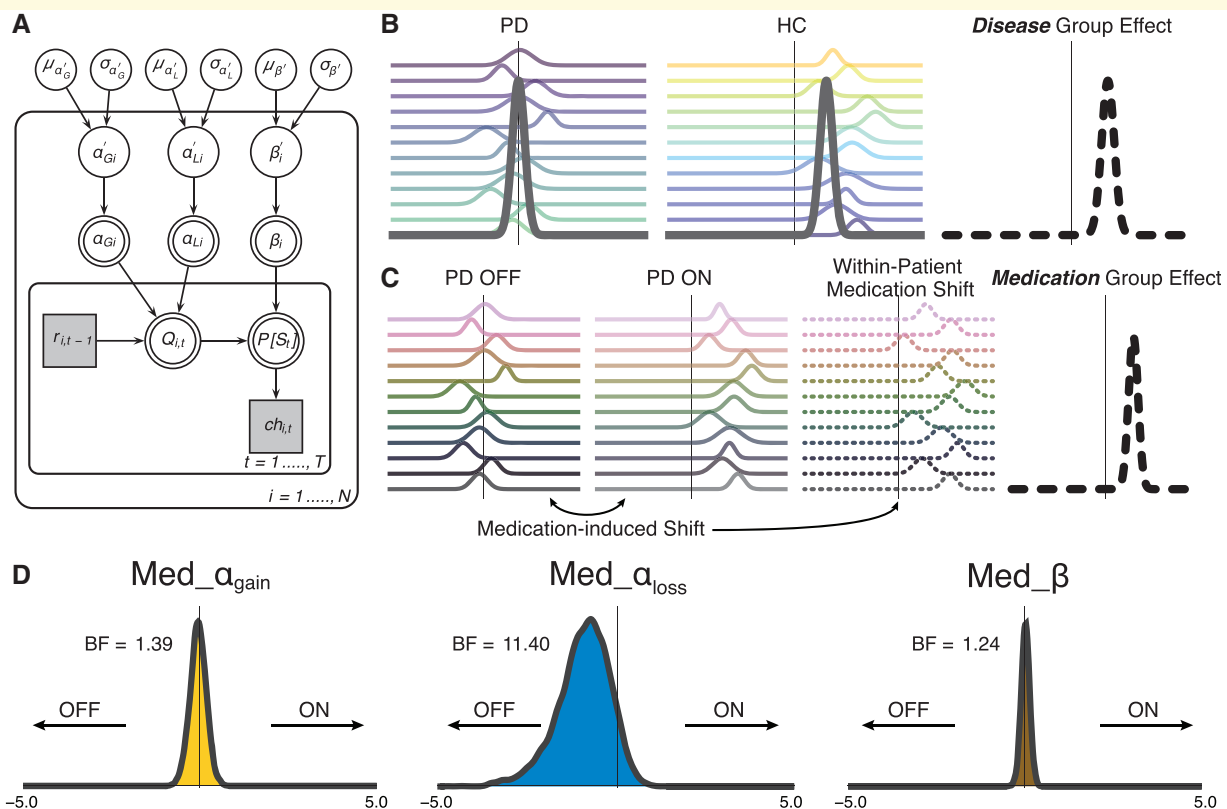 A
μα′G σα′G μα′L σα′L μβ′ σβ′
α′Gi α′Li β′i
αGi αLi βi
ri,t − 1 Qi,t P[St]
chi,t
t = 1 ....., T
i = 1 ....., N
B
PD HC Disease Group Effect
C
PD OFF PD ON Within-Patient
Medication Shift
Medication Group Effect
Medication-induced Shift
D
Med_αgain Med_αloss Med_β
BF = 1.39 BF = 11.40 BF = 1.24
OFF ON OFF ON OFF ON
−5.0 5.0 −5.0 5.0 −5.0 5.0